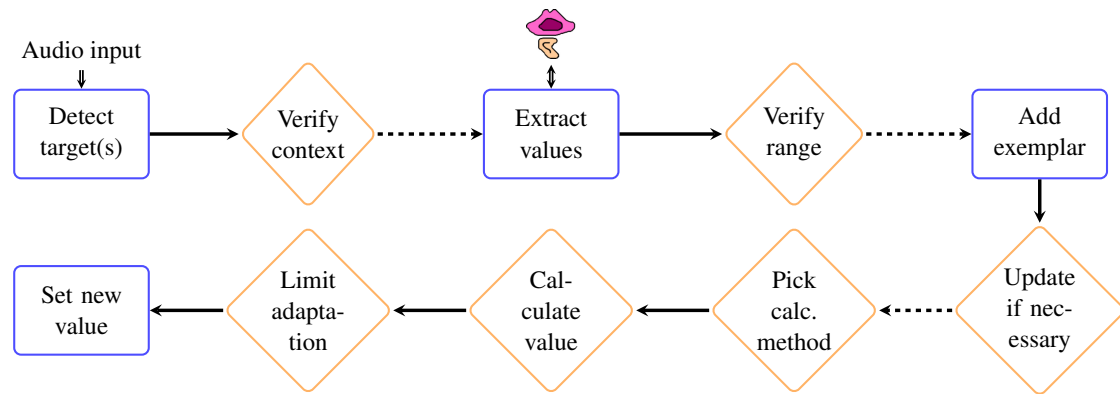 Audio input
Detect
target(s)
Verify
context
Extract
values
Verify
range
Add
exemplar
Set new
value
Limit
adapta-
tion
Cal-
culate
value
Pick
calc.
method
Update
if nec-
essary